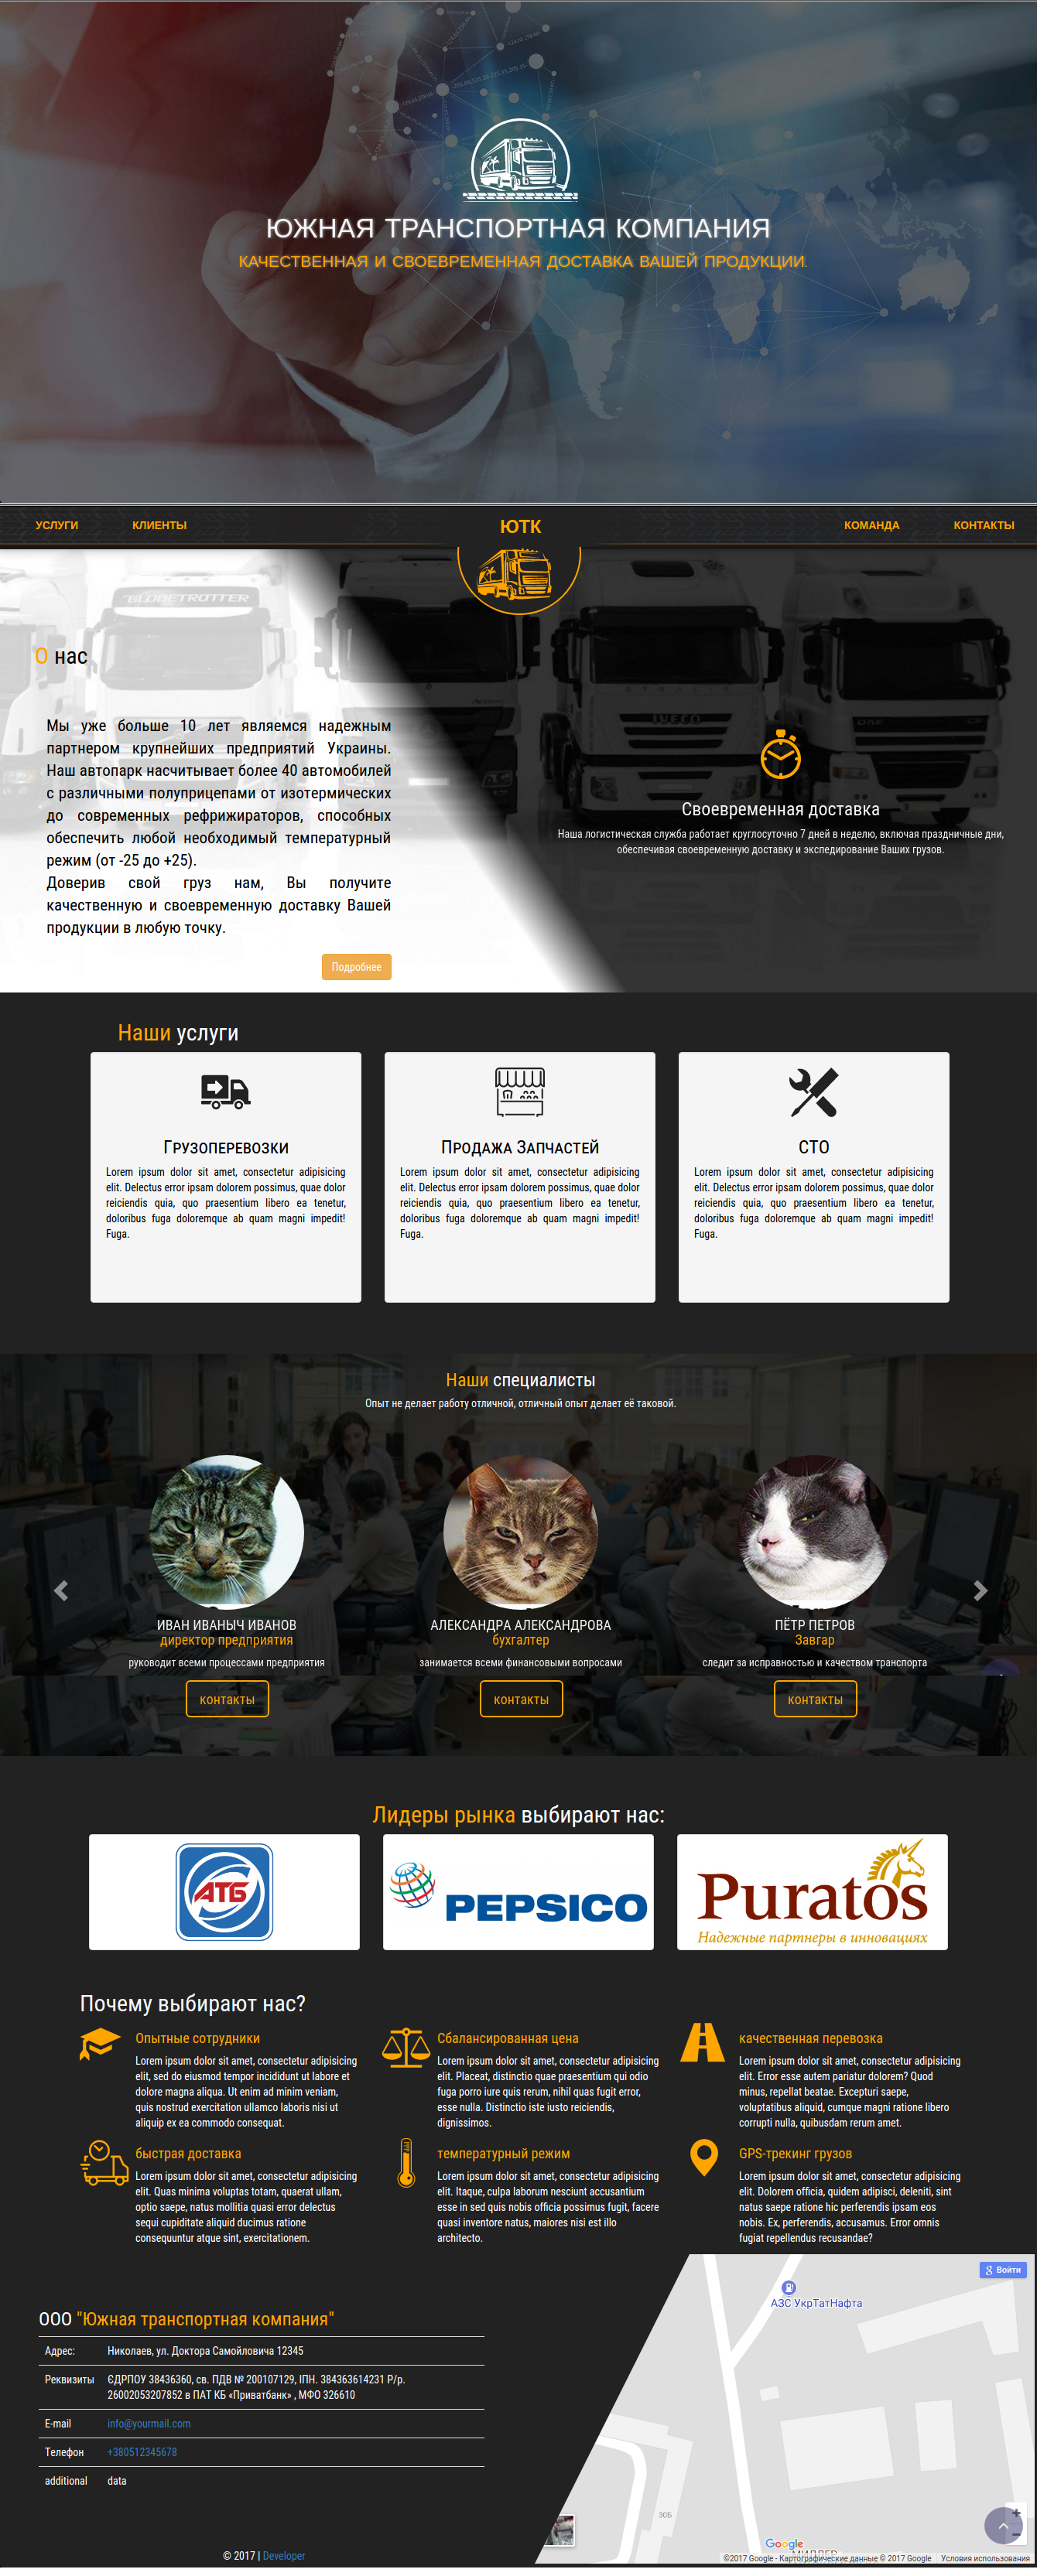 ЮЖНАЯ ТРАНСПОРТНАЯ КОМПАНИЯ
КАЧЕСТВЕННАЯ И СВОЕВРЕМЕННАЯ ДОСТАВКА ВАШЕЙ ПРОДУКЦИИ.
УСЛУГИ КЛИЕНТЫ ЮТК КОМАНДА КОНТАКТЫ
GLOBETROTTER
О нас
Мы уже больше 10 лет являемся надежным
партнером крупнейших предприятий Украины.
Наш автопарк насчитывает более 40 автомобилей
с различными полуприцепами от изотермических
до современных рефрижираторов, способных
обеспечить любой необходимый температурный
режим (от -25 до +25).
Доверив свой груз нам, Вы получите
качественную и своевременную доставку Вашей
продукции в любую точку.
Подробнее
IVECO
Своевременная доставка
Наша логистическая служба работает круглосуточно 7 дней в неделю, включая праздничные дни,
обеспечивая своевременную доставку и экспедирование Ваших грузов.
Наши услуги
Грузоперевозки
Lorem ipsum dolor sit amet, consectetur adipisicing
elit. Delectus error ipsam dolorem possimus, quae dolor
reiciendis quia, quo praesentium libero ea tenetur,
doloribus fuga doloremque ab quam magni impedit!
Fuga.
Продажа Запчастей
Lorem ipsum dolor sit amet, consectetur adipisicing
elit. Delectus error ipsam dolorem possimus, quae dolor
reiciendis quia, quo praesentium libero ea tenetur,
doloribus fuga doloremque ab quam magni impedit!
Fuga.
СТО
Lorem ipsum dolor sit amet, consectetur adipisicing
elit. Delectus error ipsam dolorem possimus, quae dolor
reiciendis quia, quo praesentium libero ea tenetur,
doloribus fuga doloremque ab quam magni impedit!
Fuga.
Наши специалисты
Опыт не делает работу отличной, отличный опыт делает её таковой.
ИВАН ИВАНЫЧ ИВАНОВ
директор предприятия
руководит всеми процессами предприятия
контакты
АЛЕКСАНДРА АЛЕКСАНДРОВА
бухгалтер
занимается всеми финансовыми вопросами
контакты
ПЁТР ПЕТРОВ
Завгар
следит за исправностью и качеством транспорта
контакты
Лидеры рынка выбирают нас:
АТБ
PEPSICO
Puratos
Надежные партнеры в инновациях
Почему выбирают нас?
Опытные сотрудники
Lorem ipsum dolor sit amet, consectetur adipisicing
elit, sed do eiusmod tempor incididunt ut labore et
dolore magna aliqua. Ut enim ad minim veniam,
quis nostrud exercitation ullamco laboris nisi ut
aliquip ex ea commodo consequat.
Сбалансированная цена
Lorem ipsum dolor sit amet, consectetur adipisicing
elit. Placeat, distinctio quae praesentium qui odio
fuga porro iure quis rerum, nihil quas fugit error,
esse nulla. Distinctio iste iusto reiciendis,
dignissimos.
качественная перевозка
Lorem ipsum dolor sit amet, consectetur adipisicing
elit. Error esse autem pariatur dolorem? Quod
minus, repellat beatae. Excepturi saepe,
voluptatibus aliquid, cumque magni ratione libero
corrupti nulla, quibusdam rerum amet.
быстрая доставка
Lorem ipsum dolor sit amet, consectetur adipisicing
elit. Quas minima voluptas totam, quaerat ullam,
optio saepe, natus mollitia quasi error delectus
sequi cupiditate aliquid ducimus ratione
consequuntur atque sint, exercitationem.
температурный режим
Lorem ipsum dolor sit amet, consectetur adipisicing
elit. Itaque, culpa laborum nesciunt accusantium
esse in sed quis nobis officia possimus fugit, facere
quasi inventore natus, maiores nisi est illo
architecto.
GPS-трекинг грузов
Lorem ipsum dolor sit amet, consectetur adipisicing
elit. Dolorem officia, quidem adipisci, deleniti, sint
natus saepe ratione hic perferendis ipsam eos
nobis. Ex, perferendis, accusamus. Error omnis
fugiat repellendus recusandae?
ООО "Южная транспортная компания"
Адрес: Николаев, ул. Доктора Самойловича 12345
Реквизиты ЄДРПОУ 38436360, св. ПДВ № 200107129, ІПН. 384363614231 Р/р.
26002053207852 в ПАТ КБ «Приватбанк» , МФО 326610
E-mail info@yourmail.com
Телефон +380512345678
additional data
© 2017 | Developer
Войти
АЗС УкрТатНафта
30Б
Google
©2017 Google - Картографические данные © 2017 Google Условия использования